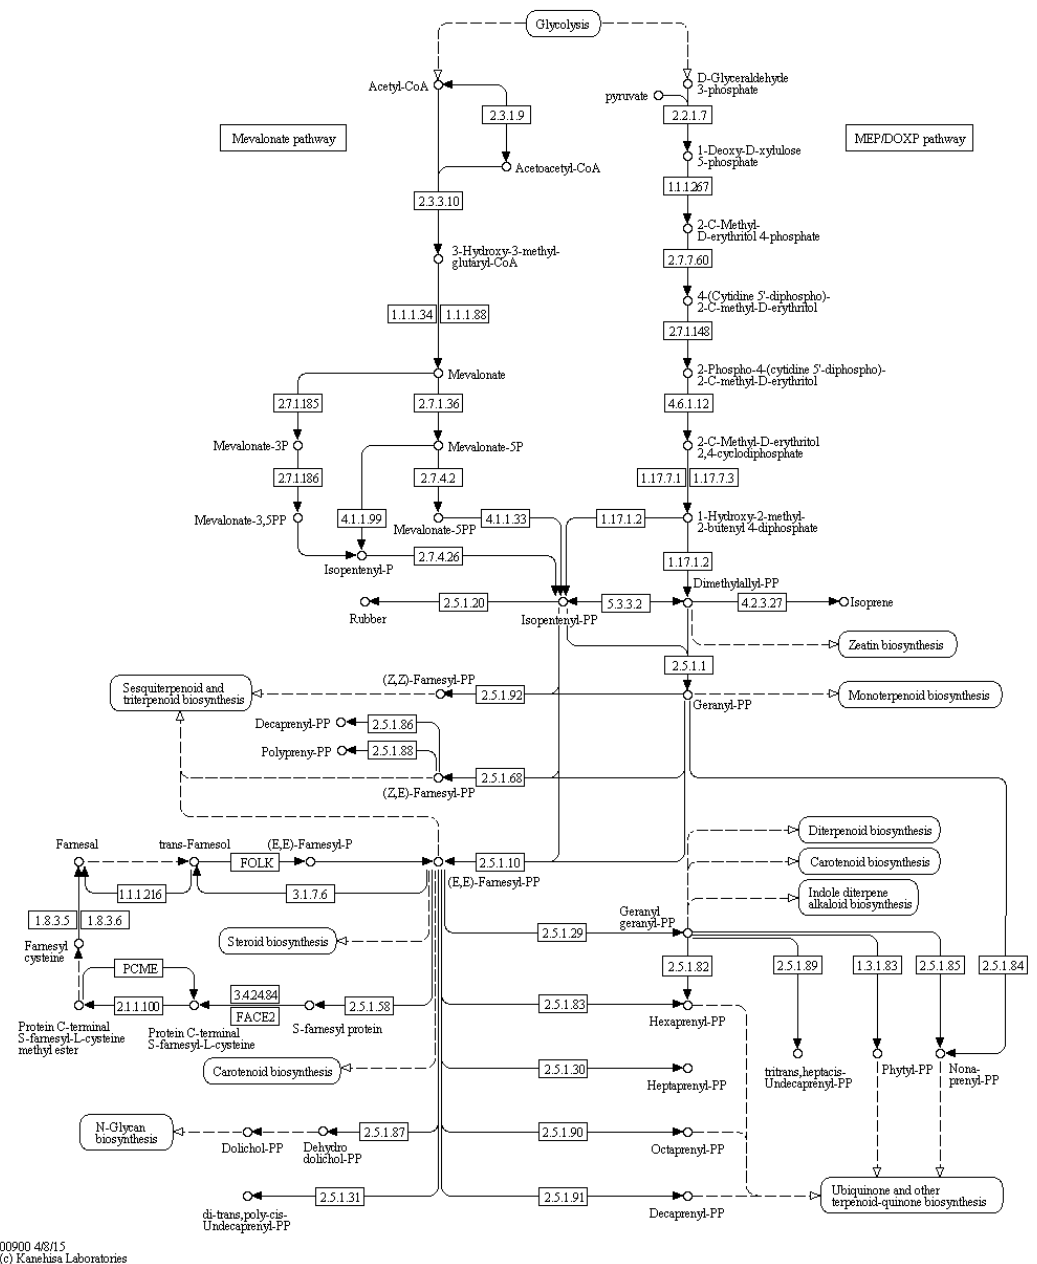 Glycolysis
Acetyl-CoA
D-Glyceraldehyde
3-phosphate
pyruvate
2.3.1.9
2.2.1.7
Mevalonate pathway
MEP/DOXP pathway
1-Deoxy-D-xylulose
5-phosphate
Acetoacetyl-CoA
1.1.1.267
2.3.3.10
2-C-Methyl-
D-erythritol 4-phosphate
3-Hydroxy-3-methyl-
glutaryl-CoA
2.7.7.60
4-(Cytidine 5'-diphospho)-
2-C-methyl-D-erythritol
1.1.1.34
1.1.1.88
2.7.1.148
Mevalonate
2-Phospho-4-(cytidine 5'-diphospho)-
2-C-methyl-D-erythritol
2.7.1.185
2.7.1.36
4.6.1.12
Mevalonate-3P
Mevalonate-5P
2-C-Methyl-D-erythritol
2,4-cyclodiphosphate
2.7.1.186
2.7.4.2
1.17.7.1
1.17.7.3
Mevalonate-3,5PP
4.1.1.99
Mevalonate-5PP
4.1.1.33
1.17.1.2
1-Hydroxy-2-methyl-
2-butenyl 4-diphosphate
Isopentenyl-P
2.7.4.26
1.17.1.2
Dimethylallyl-PP
Rubber
2.5.1.20
Isopentenyl-PP
5.3.3.2
4.2.3.27
Isoprene
Zeatin biosynthesis
2.5.1.1
Sesquiterpenoid and
triterpenoid biosynthesis
(Z,Z)-Farnesyl-PP
2.5.1.92
Geranyl-PP
Monoterpenoid biosynthesis
Decaprenyl-PP
2.5.1.86
Polypreny-PP
2.5.1.88
(Z,E)-Farnesyl-PP
2.5.1.68
Farnesal
trans-Farnesol
FOLK
(E,E)-Farnesyl-P
2.5.1.10
(E,E)-Farnesyl-PP
Diterpenoid biosynthesis
Carotenoid biosynthesis
Indole diterpene
alkaloid biosynthesis
1.1.1.216
3.1.7.6
1.8.3.5
1.8.3.6
Farnesyl
cysteine
Steroid biosynthesis
2.5.1.29
Geranyl
geranyl-PP
PCME
2.5.1.82
2.5.1.89
1.3.1.83
2.5.1.85
2.5.1.84
2.1.1.100
3.4.24.84
FACE2
2.5.1.58
2.5.1.83
Protein C-terminal
S-farnesyl-L-cysteine
methyl ester
Protein C-terminal
S-farnesyl-L-cysteine
S-farnesyl protein
Hexaprenyl-PP
Carotenoid biosynthesis
2.5.1.30
Heptaprenyl-PP
tritrans,heptacis-
Undecaprenyl-PP
Phytyl-PP
Nona-
prenyl-PP
N-Glycan
biosynthesis
Dolichol-PP
Dehydro
dolichol-PP
2.5.1.87
2.5.1.90
Octaprenyl-PP
di-trans,poly-cis-
Undecaprenyl-PP
2.5.1.31
2.5.1.91
Decaprenyl-PP
Ubiquinone and other
terpenoid-quinone biosynthesis
00900 4/8/15
(c) Kanehisa Laboratories